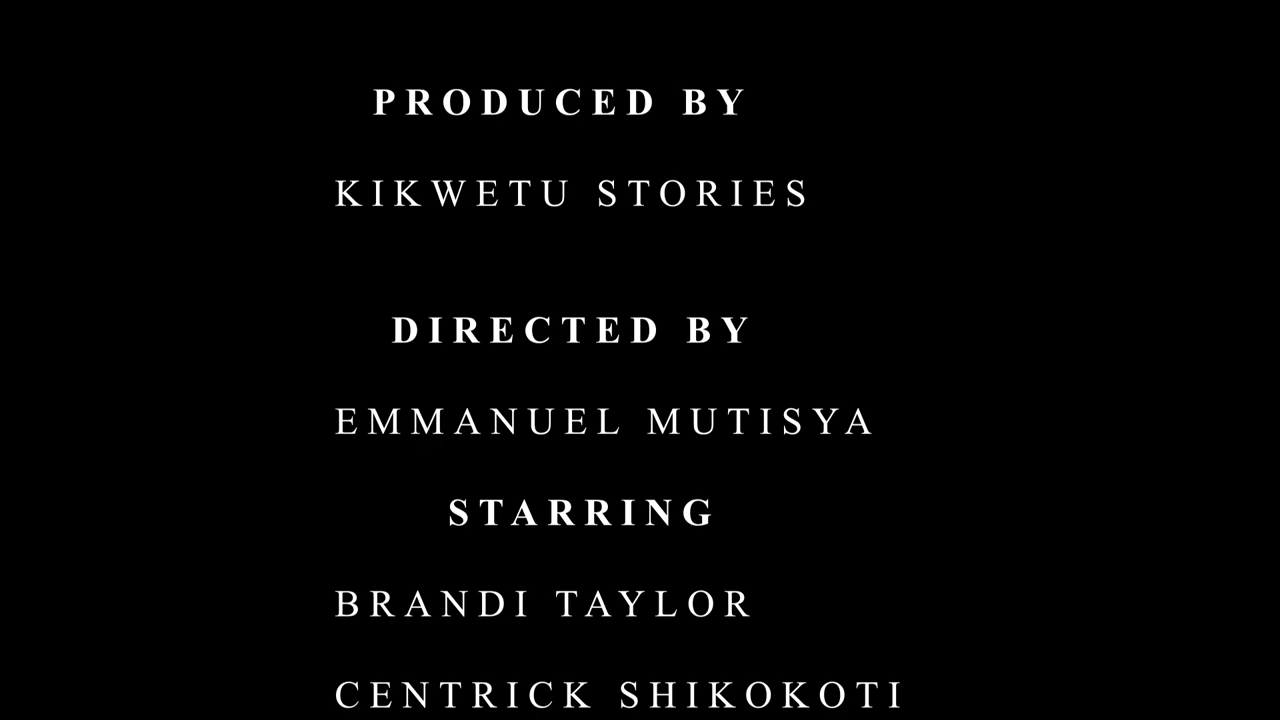 PRODUCED BY
KIKWETU STORIES
DIRECTED BY
EMMANUEL MUTISYA
STARRING
BRANDI TAYLOR
CENTRICK SHIKOKOTI